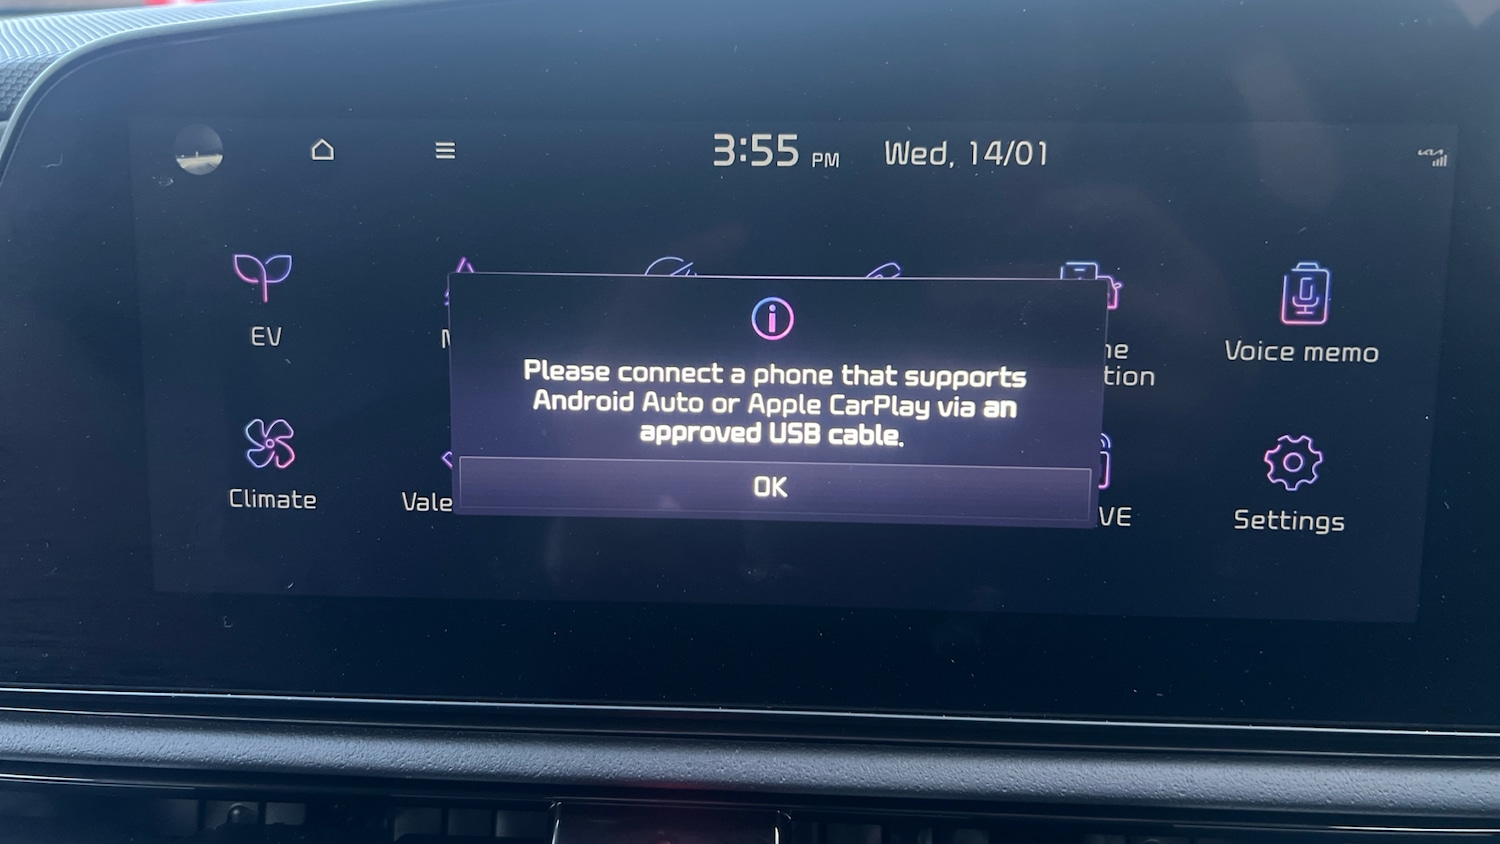 3:55 PM Wed, 14/01
EV
Voice memo
Please connect a phone that supports
Android Auto or Apple CarPlay via an
approved USB cable.
OK
Climate
Settings